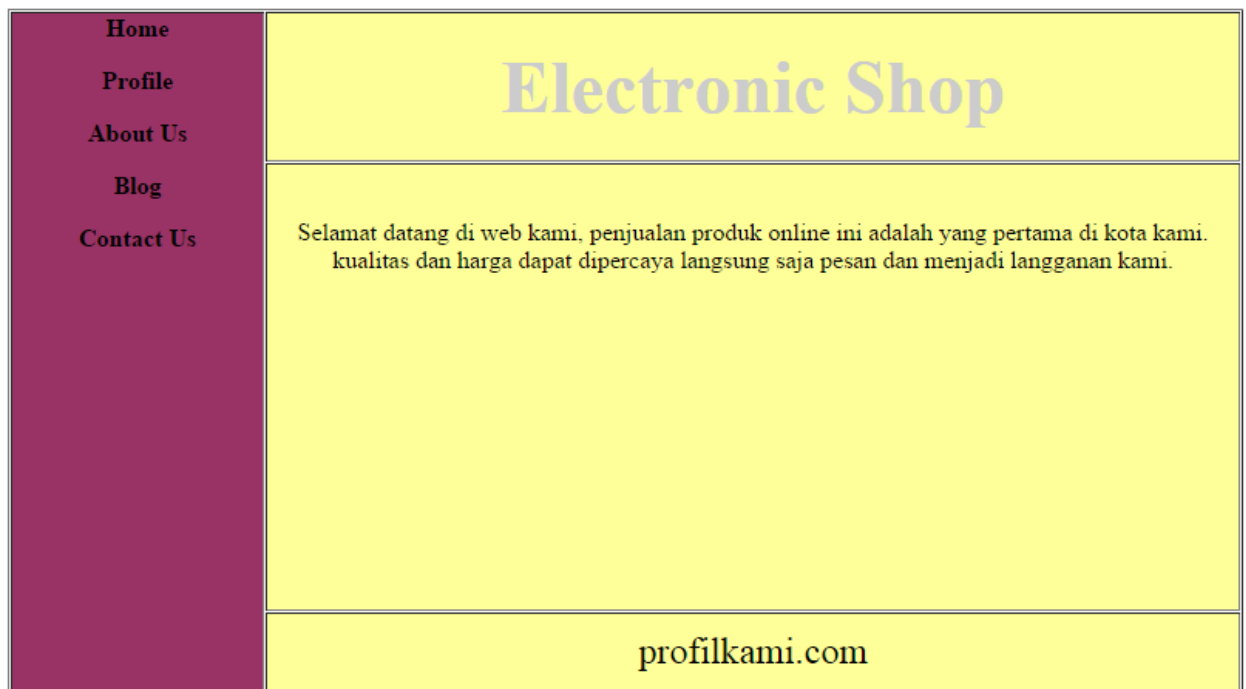 Home
Profile
About Us
Blog
Contact Us
Electronic Shop
Selamat datang di web kami, penjualan produk online ini adalah yang pertama di kota kami.
kualitas dan harga dapat dipercaya langsung saja pesan dan menjadi langganan kami.
profilkami.com